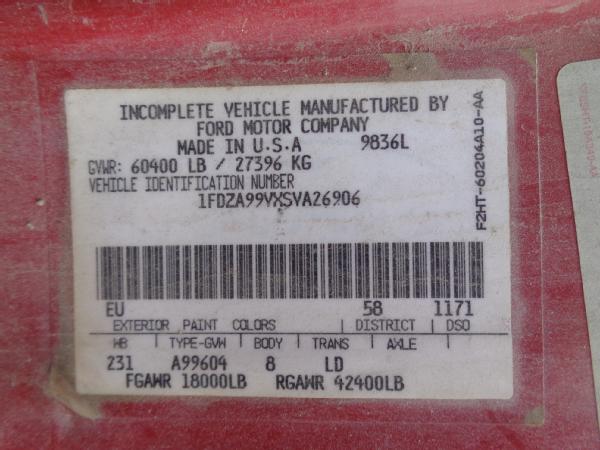 INCOMPLETE VEHICLE MANUFACTURED BY
FORD MOTOR COMPANY
MADE IN U.S.A 9836L
GVWR: 60400 LB / 27396 KG
VEHICLE IDENTIFICATION NUMBER
1FDZA99VXSVA26906
F2HT-60204A10-AA
EU 58 1171
EXTERIOR PAINT COLORS | DISTRICT | DSO
WB | TYPE-GVW | BODY | TRANS | AXLE
231 A99604 8 LD
FGAWR 18000LB RGAWR 42400LB